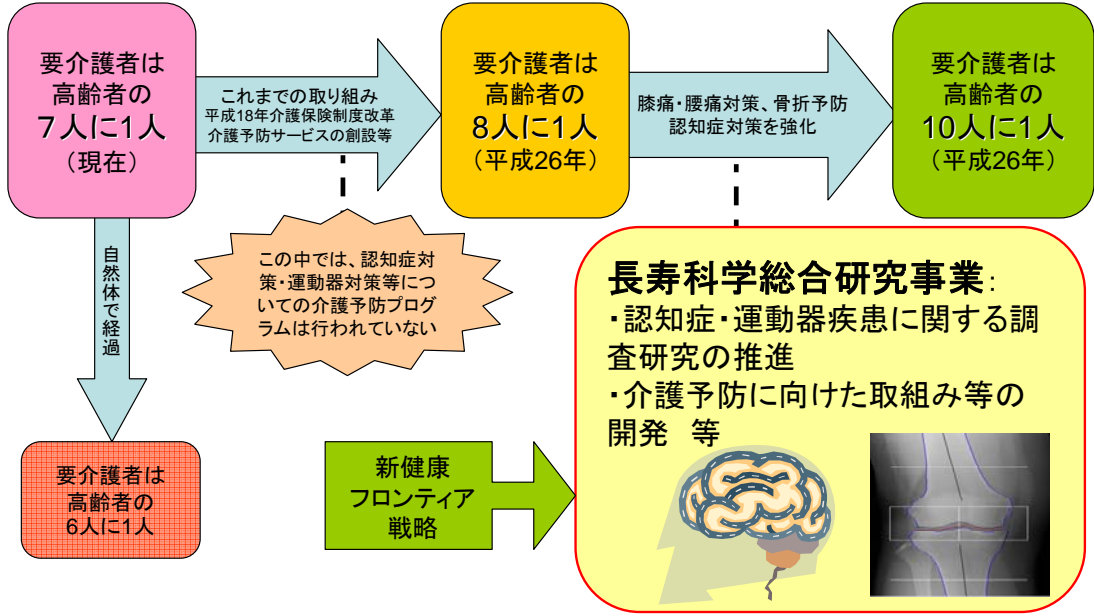 要介護者は
高齢者の
7人に1人
（現在）
これまでの取り組み
平成18年介護保険制度改革
介護予防サービスの創設等
要介護者は
高齢者の
8人に1人
（平成26年）
膝痛・腰痛対策、骨折予防
認知症対策を強化
要介護者は
高齢者の
10人に1人
（平成26年）
自然体で経過
この中では、認知症対
策・運動器対策等につ
いての介護予防プログ
ラムは行われていない
長寿科学総合研究事業:
・認知症・運動器疾患に関する調
査研究の推進
・介護予防に向けた取組み等の
開発　等
要介護者は
高齢者の
6人に1人
新健康
フロンティア
戦略